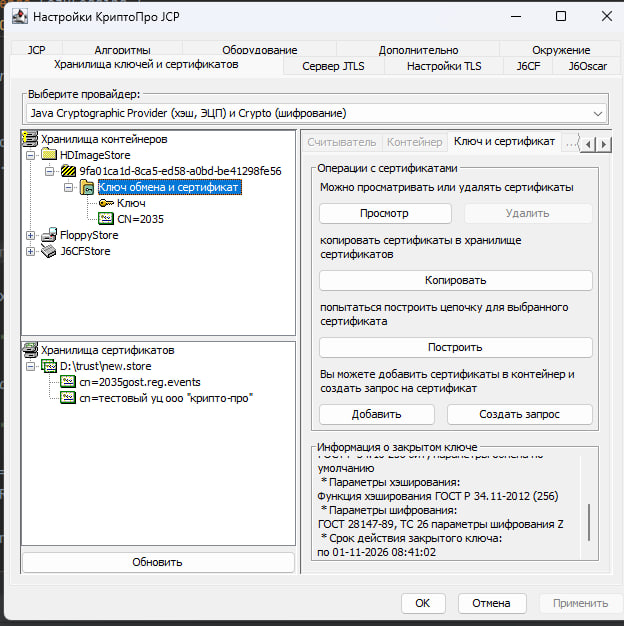 Настройки КриптоПро JCP
JCP
Алгоритмы
Оборудование
Дополнительно
Окружение
Хранилища ключей и сертификатов
Сервер JTLS
Настройки TLS
J6CF
J6Oscar
Выберите провайдер:
Java Cryptographic Provider (хэш, ЭЦП) и Crypto (шифрование)
Хранилища контейнеров
HDImageStore
9fa01ca1d-8ca5-ed58-a0bd-be41298fe56
Ключ обмена и сертификат
Ключ
CN=2035
FloppyStore
J6CFStore
Хранилища сертификатов
D:\trust\new.store
cn=2035gost.reg.events
cn=тестовый уц ооо "крипто-про"
Обновить
Считыватель
Контейнер
Ключ и сертификат
...
Операции с сертификатами
Можно просматривать или удалять сертификаты
Просмотр
Удалить
копировать сертификаты в хранилище
сертификатов
Копировать
попытаться построить цепочку для выбранного
сертификата
Построить
Вы можете добавить сертификаты в контейнер и
создать запрос на сертификат
Добавить
Создать запрос
Информация о закрытом ключе
умолчанию
* Параметры хэширования:
Функция хэширования ГОСТ Р 34.11-2012 (256)
* Параметры шифрования:
ГОСТ 28147-89, ТС 26 параметры шифрования Z
* Срок действия закрытого ключа:
по 01-11-2026 08:41:02
OK
Отмена
Применить